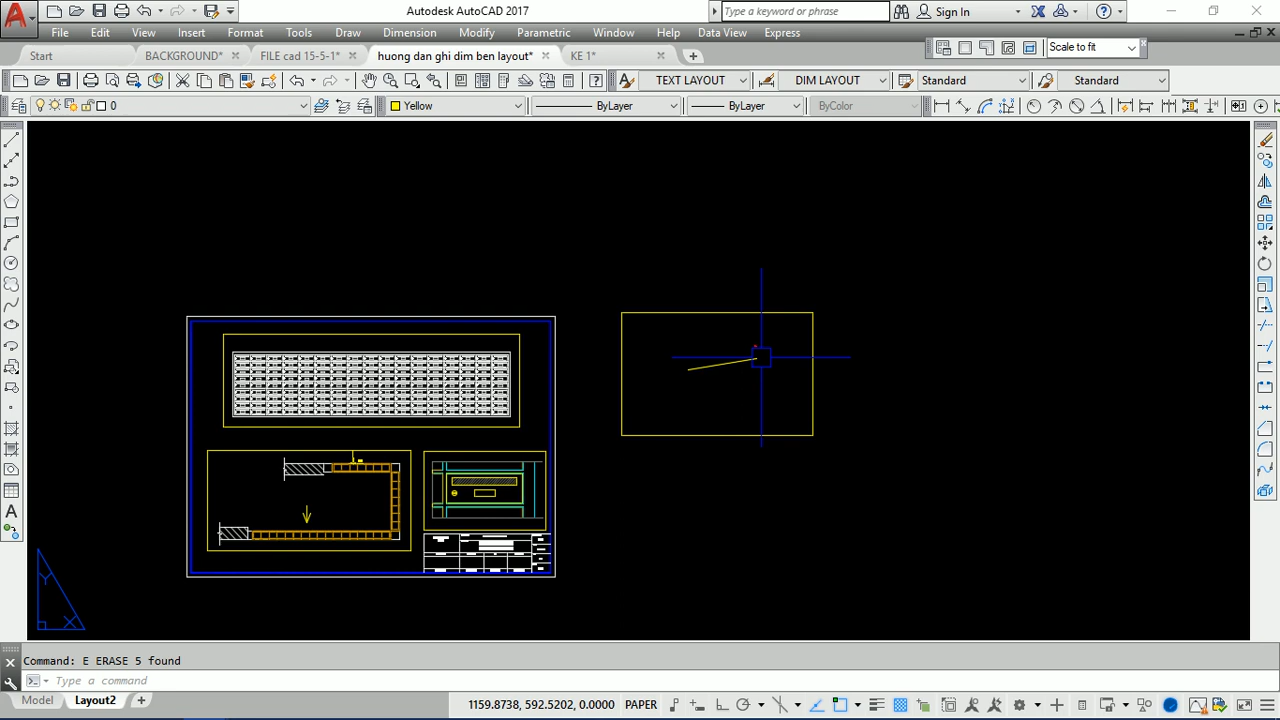 Autodesk AutoCAD 2017
Type a keyword or phrase
Sign In
File Edit View Insert Format Tools Draw Dimension Modify Parametric Window Help Data View Express
Scale to fit
Start BACKGROUND* FILE cad 15-5-1* huong dan ghi dim ben layout* KE 1*
TEXT LAYOUT DIM LAYOUT Standard Standard
0 Yellow ByLayer ByLayer ByColor
Y
X
Command: E ERASE 5 found
Type a command
Model Layout2 1159.8738, 592.5202, 0.0000 PAPER